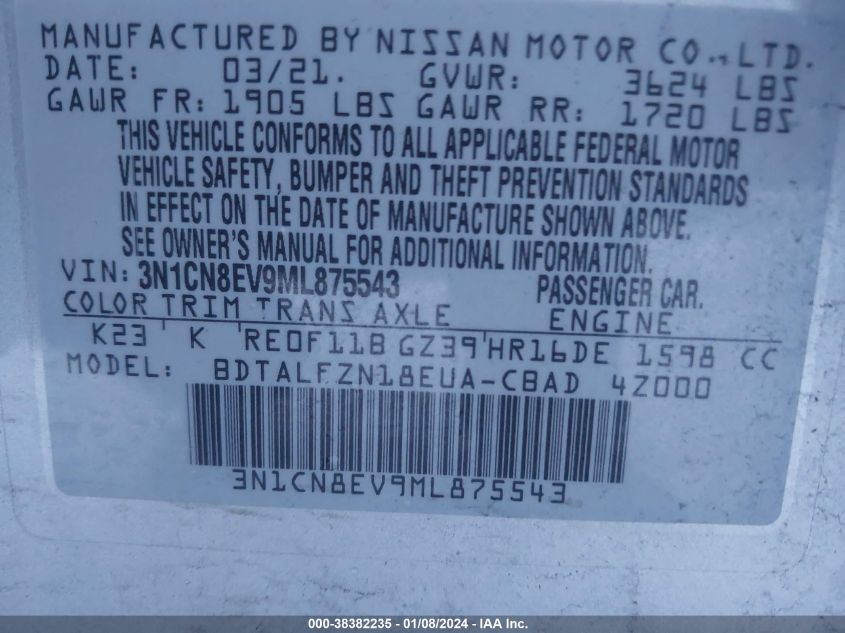 MANUFACTURED BY NISSAN MOTOR CO., LTD.
DATE: 03/21. GVWR: 3624 LBS
GAWR FR: 1905 LBS GAWR RR: 1720 LBS
THIS VEHICLE CONFORMS TO ALL APPLICABLE FEDERAL MOTOR
VEHICLE SAFETY, BUMPER AND THEFT PREVENTION STANDARDS
IN EFFECT ON THE DATE OF MANUFACTURE SHOWN ABOVE.
SEE OWNER'S MANUAL FOR ADDITIONAL INFORMATION.
VIN: 3N1CN8EV9ML875543 PASSENGER CAR.
COLOR TRIM TRANS AXLE ENGINE
K23 K RE0F11B GZ39 HR16DE 1598 CC
MODEL: BDTALFZN18EUA-CBAD 4Z000
3N1CN8EV9ML875543
000-38382235 - 01/08/2024 - IAA Inc.